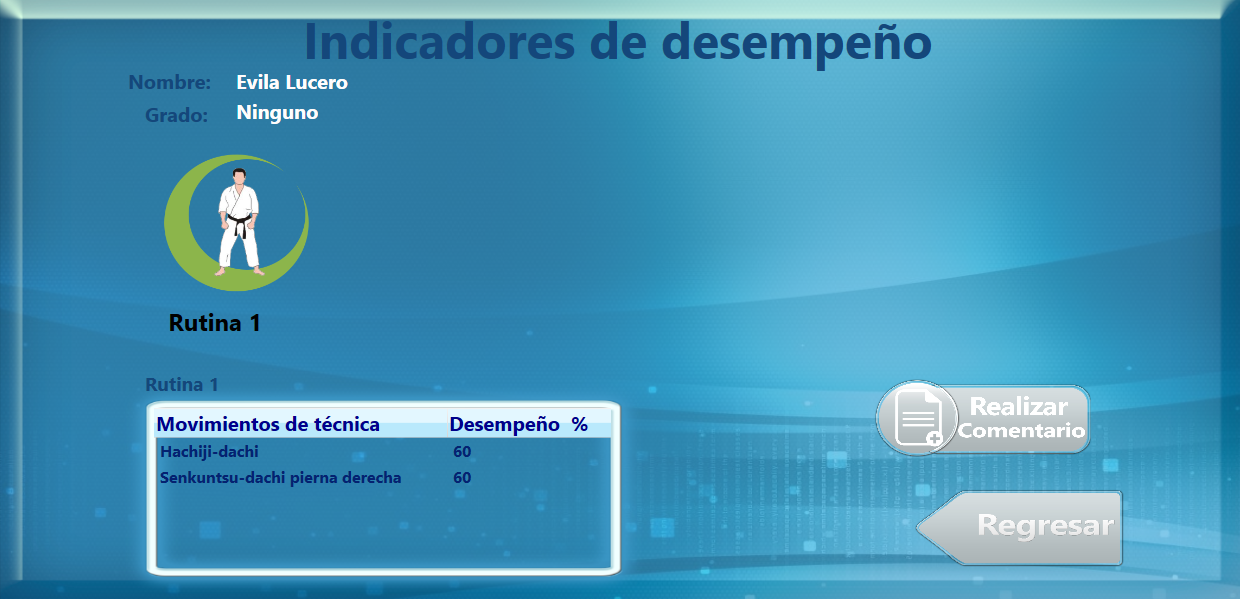 Indicadores de desempeño
Nombre: Evila Lucero
Grado: Ninguno
Rutina 1
Rutina 1
Movimientos de técnica Desempeño %
Hachiji-dachi 60
Senkuntsu-dachi pierna derecha 60
Realizar
Comentario
Regresar